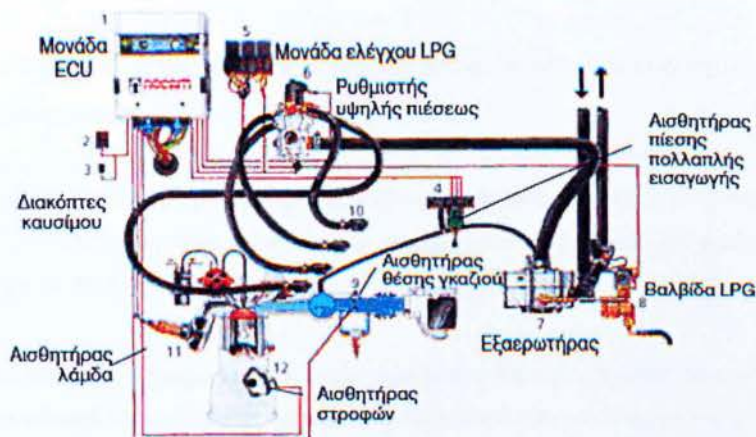 1
Μονάδα
ECU
5
Μονάδα ελέγχου LPG
6
Ρυθμιστής
υψηλής πιέσεως
Αισθητήρας
πίεσης
πολλαπλή
εισαγωγής
2
3
4
Διακόπτες
καυσίμου
10
Αισθητήρας
θέσης γκαζιού
9
Βαλβίδα LPG
8
7
Εξαερωτήρας
11
Αισθητήρας
λάμδα
12
Αισθητήρας
στροφών